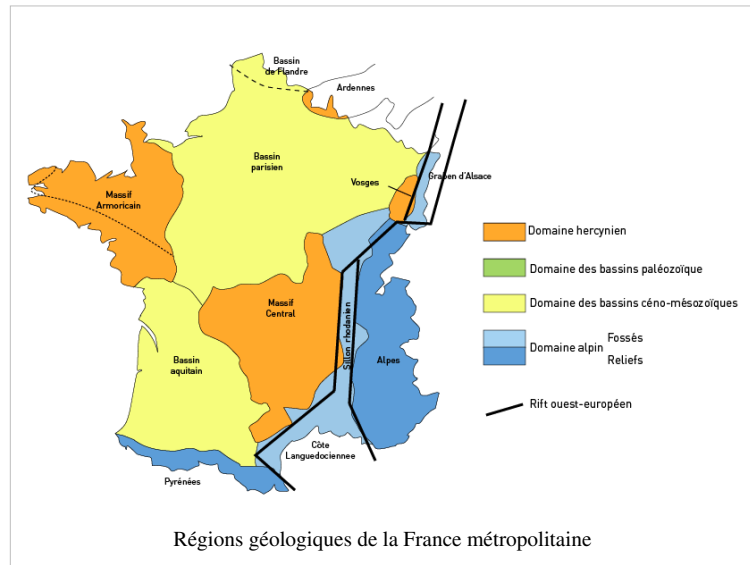 Bassin
de Flandre
Ardennes
Bassin
parisien
Vosges
Graben d'Alsace
Massif
Armoricain
Domaine hercynien
Domaine des bassins paléozoïque
Domaine des bassins céno-mésozoïques
Domaine alpin
Fossés
Reliefs
Rift ouest-européen
Massif
Central
Sillon rhodanien
Alpes
Bassin
aquitain
Côte
Languedociennee
Pyrénées
Régions géologiques de la France métropolitaine